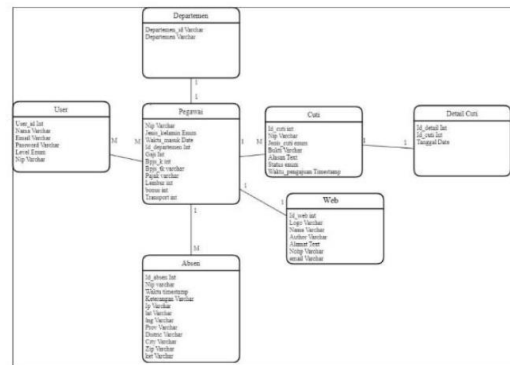 Departemen
Departemen_id Varchar
Departemen Varchar
1
1
User
User_id Int
Nama Varchar
Email Varchar
Password Varchar
Level Enum
Nip Varchar
M
M
Pegawai
Nip Varchar
Jenis_kelamin Enum
Waktu_masuk Date
Id_departemen Int
Gaji Int
Bpjs_k int
Bpjs_tk varchar
Pajak varchar
Lembur int
bonus int
Transport int
M
Cuti
Id_cuti int
Nip Varchar
Jenis_cuti enum
Bukti Varchar
Alasan Text
Status enum
Waktu_pengajuan Timestamp
1
Detail Cuti
Id_detail Int
Id_cuti Int
Tanggal Date
1
1
Web
Id_web int
Logo Varchar
Nama Varchar
Author Varchar
Alamat Text
Notlp Varchar
email Varchar
1
M
Absen
Id_absen Int
Nip varchar
Waktu timestamp
Keterangan Varchar
Ip Varchar
lat Varchar
lng Varchar
Prov Varchar
District Varchar
City Varchar
Zip Varchar
ket Varchar